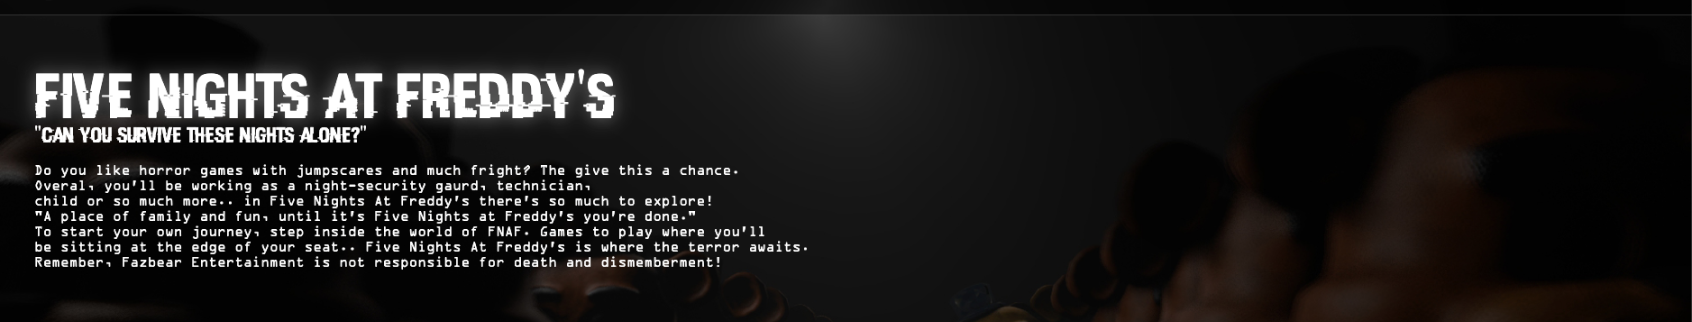 FIVE NIGHTS AT FREDDY'S
"CAN YOU SURVIVE THESE NIGHTS ALONE?"
Do you like horror games with jumpscares and much fright? The give this a chance.
Overal, you'll be working as a night-security gaurd, technician,
child or so much more.. in Five Nights At Freddy's there's so much to explore!
"A place of family and fun, until it's Five Nights at Freddy's you're done."
To start your own journey, step inside the world of FNAF. Games to play where you'll
be sitting at the edge of your seat.. Five Nights At Freddy's is where the terror awaits.
Remember, Fazbear Entertainment is not responsible for death and dismemberment!